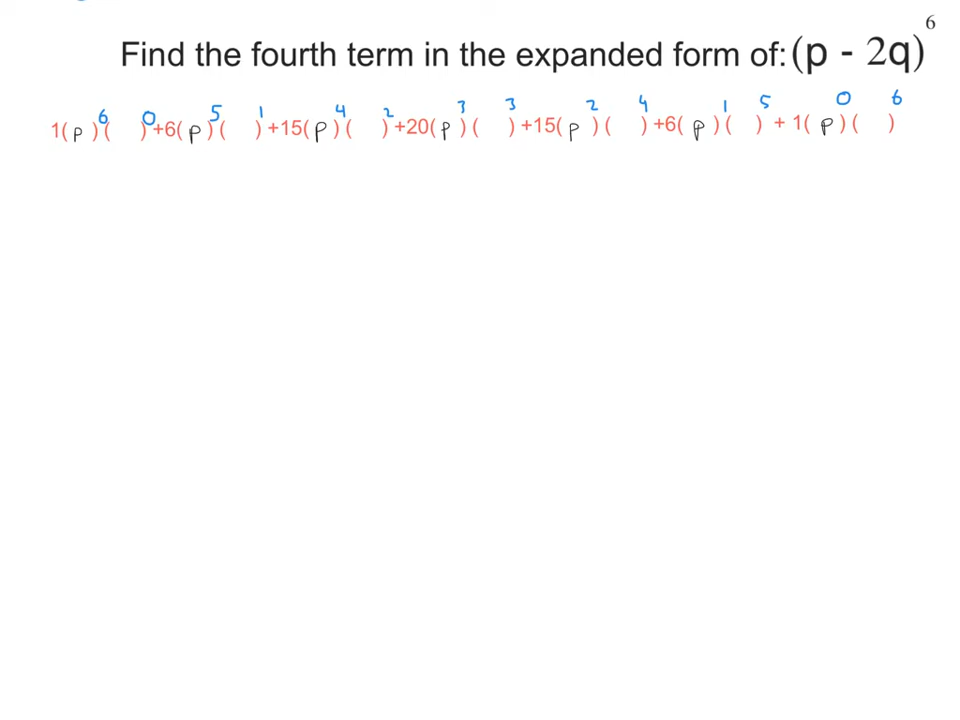 Find the fourth term in the expanded form of: (p - 2q)⁶
1(p)⁶( )⁰+6(p)⁵( )¹+15(p)⁴( )²+20(p)³( )³+15(p)²( )⁴+6(p)¹( )⁵ + 1(p)⁰( )⁶